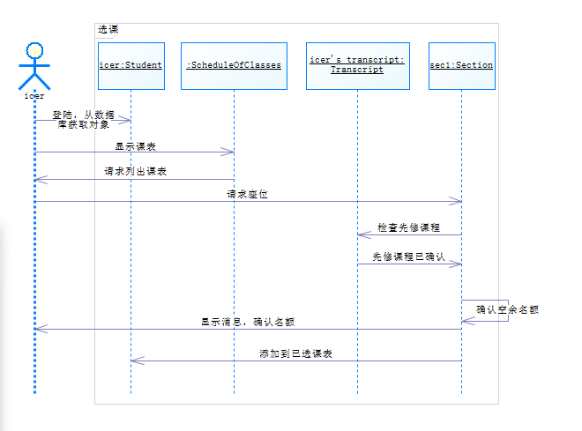 选课
icer:Student
:ScheduleOfClasses
icer's transcript:
Transcript
sec1:Section
icer
登陆，从数据
库获取对象
显示课表
请求列出课表
请求座位
检查先修课程
先修课程已确认
确认空余名额
显示消息，确认名额
添加到已选课表